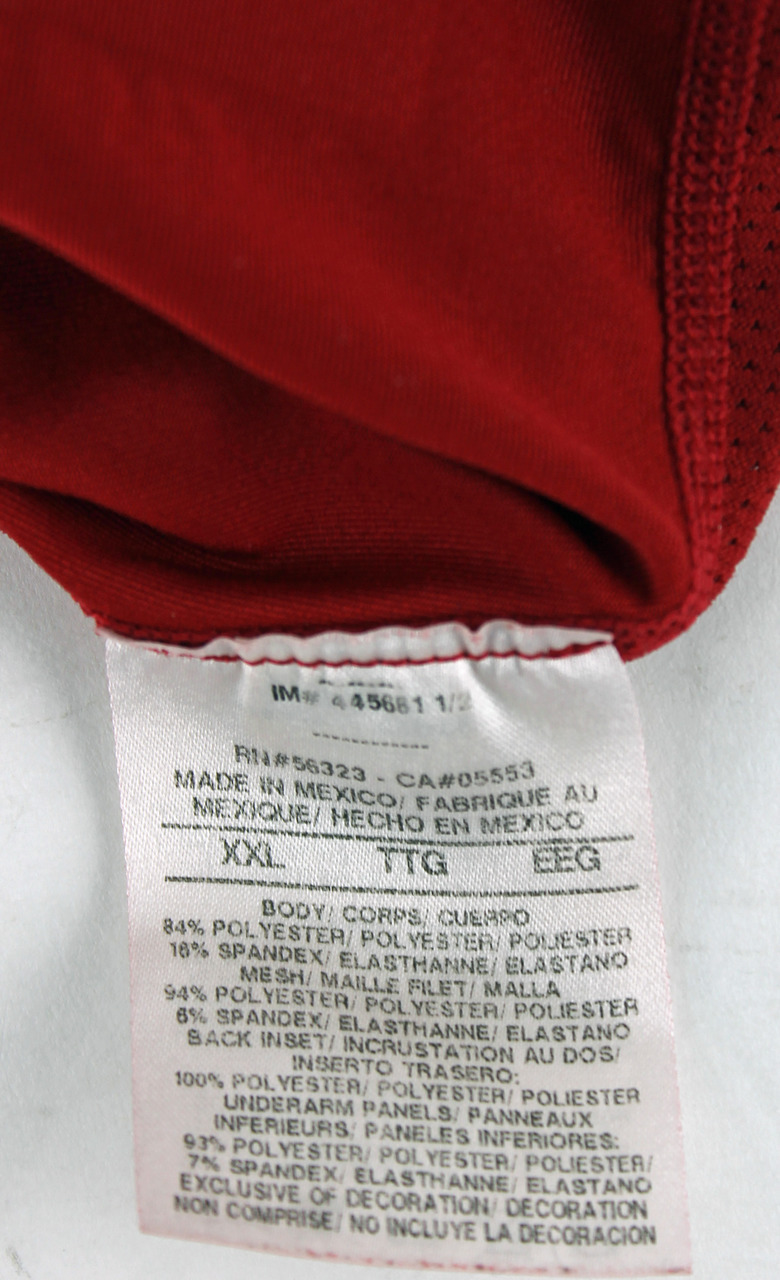 IM# 445681 1/2
------------
RN#56323 - CA#05553
MADE IN MEXICO/ FABRIQUE AU
MEXIQUE/ HECHO EN MEXICO
XXL TTG EEG
BODY/ CORPS/ CUERPO
84% POLYESTER/ POLYESTER/ POLIESTER
16% SPANDEX/ ELASTHANNE/ ELASTANO
MESH/ MAILLE FILET/ MALLA
94% POLYESTER/ POLYESTER/ POLIESTER
6% SPANDEX/ ELASTHANNE/ ELASTANO
BACK INSET/ INCRUSTATION AU DOS/
INSERTO TRASERO:
100% POLYESTER/ POLYESTER/ POLIESTER
UNDERARM PANELS/ PANNEAUX
INFERIEURS/ PANELES INFERIORES:
93% POLYESTER/ POLYESTER/ POLIESTER/
7% SPANDEX/ ELASTHANNE/ ELASTANO
EXCLUSIVE OF DECORATION/ DECORATION
NON COMPRISE/ NO INCLUYE LA DECORACION